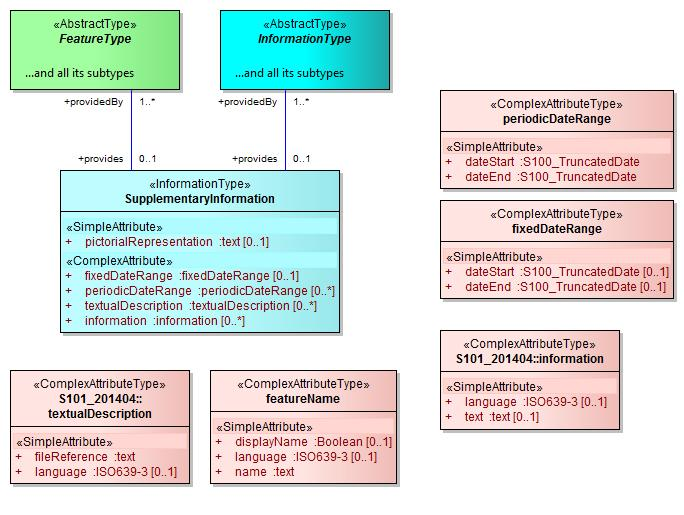 «AbstractType»
FeatureType
...and all its subtypes
«AbstractType»
InformationType
...and all its subtypes
+providedBy
1..*
+provides
0..1
+providedBy
1..*
+provides
0..1
«InformationType»
SupplementaryInformation
«SimpleAttribute»
+ pictorialRepresentation :text [0..1]
«ComplexAttribute»
+ fixedDateRange :fixedDateRange [0..1]
+ periodicDateRange :periodicDateRange [0..*]
+ textualDescription :textualDescription [0..*]
+ information :information [0..*]
«ComplexAttributeType»
periodicDateRange
«SimpleAttribute»
+ dateStart :S100_TruncatedDate
+ dateEnd :S100_TruncatedDate
«ComplexAttributeType»
fixedDateRange
«SimpleAttribute»
+ dateStart :S100_TruncatedDate [0..1]
+ dateEnd :S100_TruncatedDate [0..1]
«ComplexAttributeType»
S101_201404::information
«SimpleAttribute»
+ language :ISO639-3 [0..1]
+ text :text [0..1]
«ComplexAttributeType»
S101_201404::
textualDescription
«SimpleAttribute»
+ fileReference :text
+ language :ISO639-3 [0..1]
«ComplexAttributeType»
featureName
«SimpleAttribute»
+ displayName :Boolean [0..1]
+ language :ISO639-3 [0..1]
+ name :text